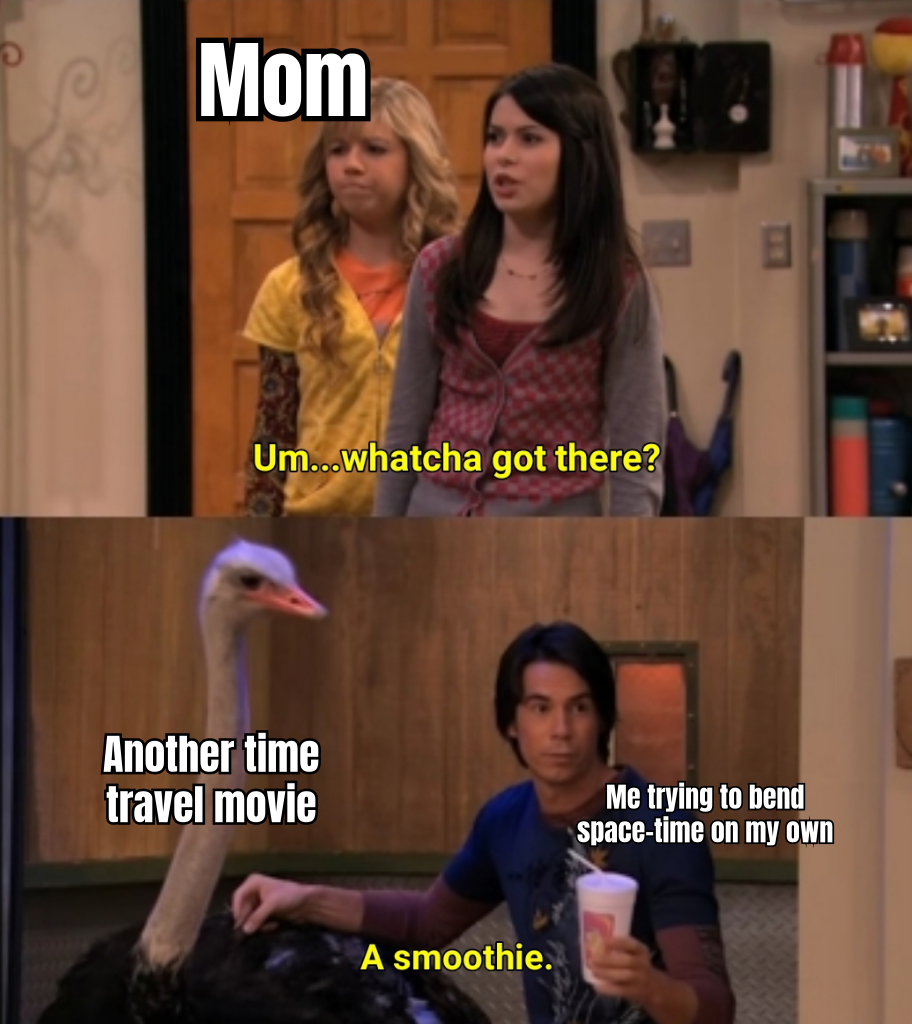 Mom
Um...whatcha got there?
Another time
travel movie
Me trying to bend
space-time on my own
A smoothie.